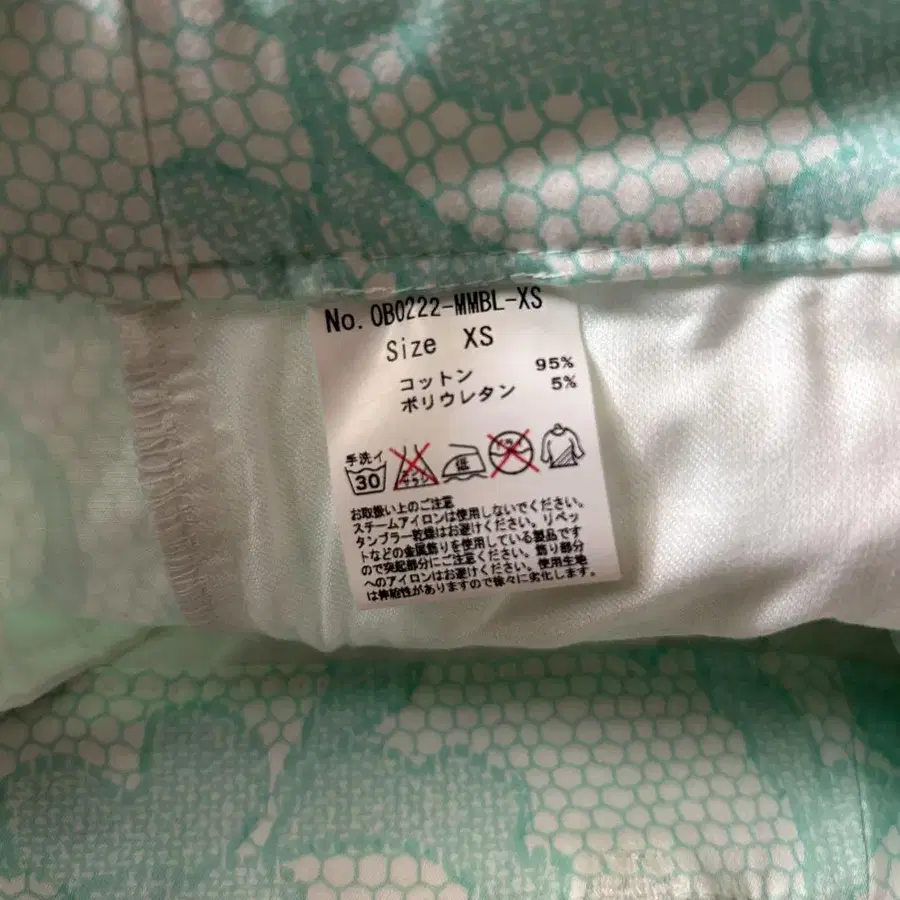 No. OB0222-MMBL-XS
Size XS
コットン 95%
ポリウレタン 5%
手洗イ
30
低
お取扱い上のご注意
スチームアイロンは使用しないでください。
タンブラー乾燥はお避けください。リベッ
トなどの金属飾りを使用している製品です
ので突起部分にご注意ください。飾り部分
へのアイロンはお避けください。使用生地
は伸縮性がありますので徐々に劣化します。